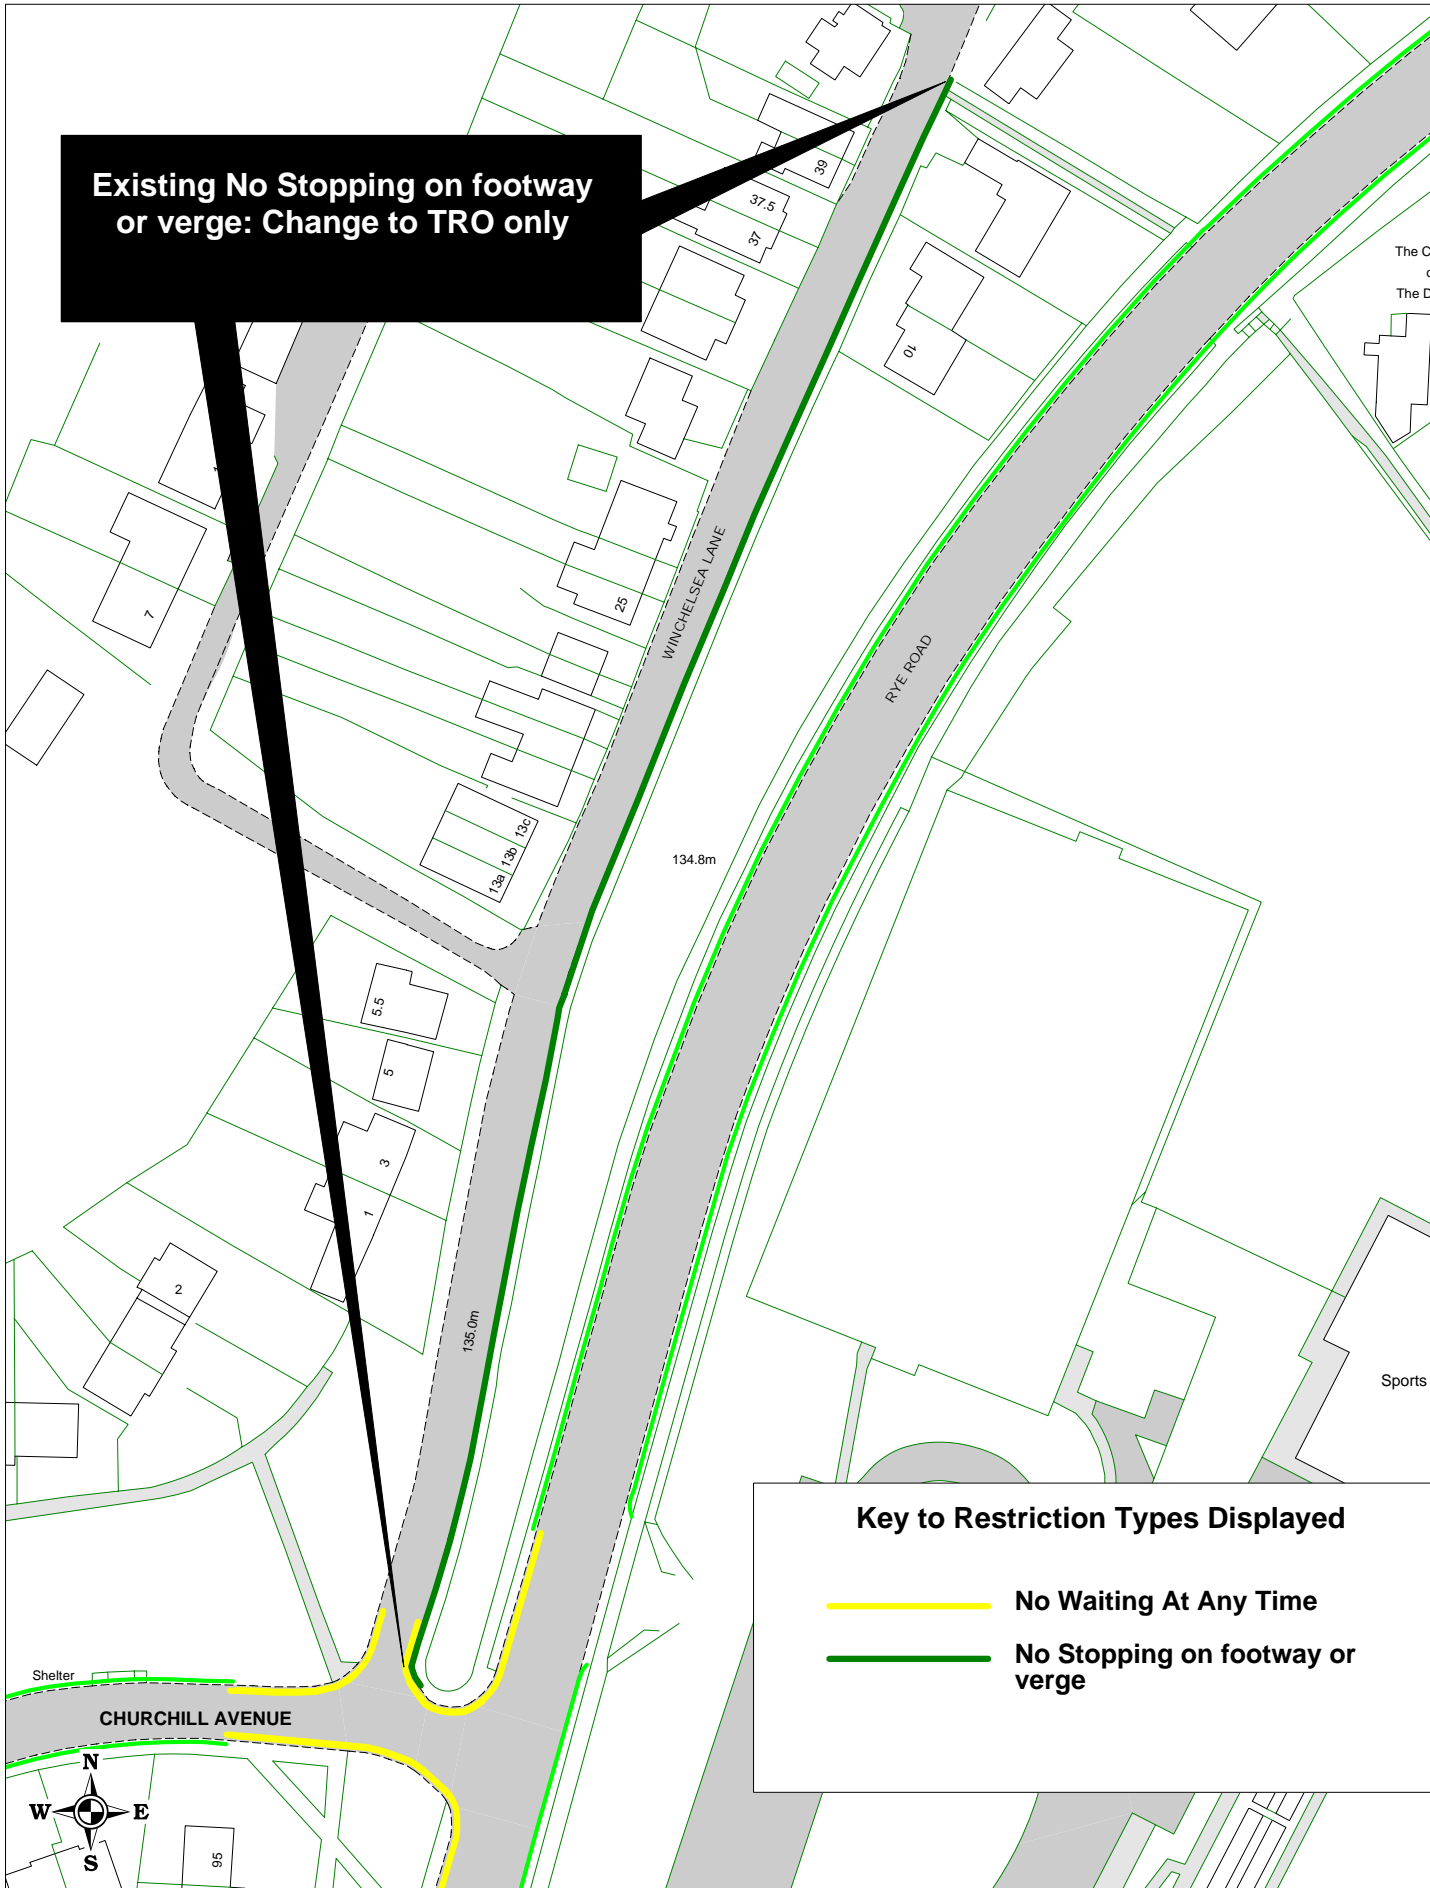 Existing No Stopping on footway
or verge: Change to TRO only
39
37.5
37
The D
10
WINCHELSEA LANE
25
7
RYE ROAD
13c
13b
13a
134.8m
5.5
5
3
1
2
135.0m
Sports
Key to Restriction Types Displayed
No Waiting At Any Time
No Stopping on footway or
verge
Shelter
CHURCHILL AVENUE
N
W
E
S
95